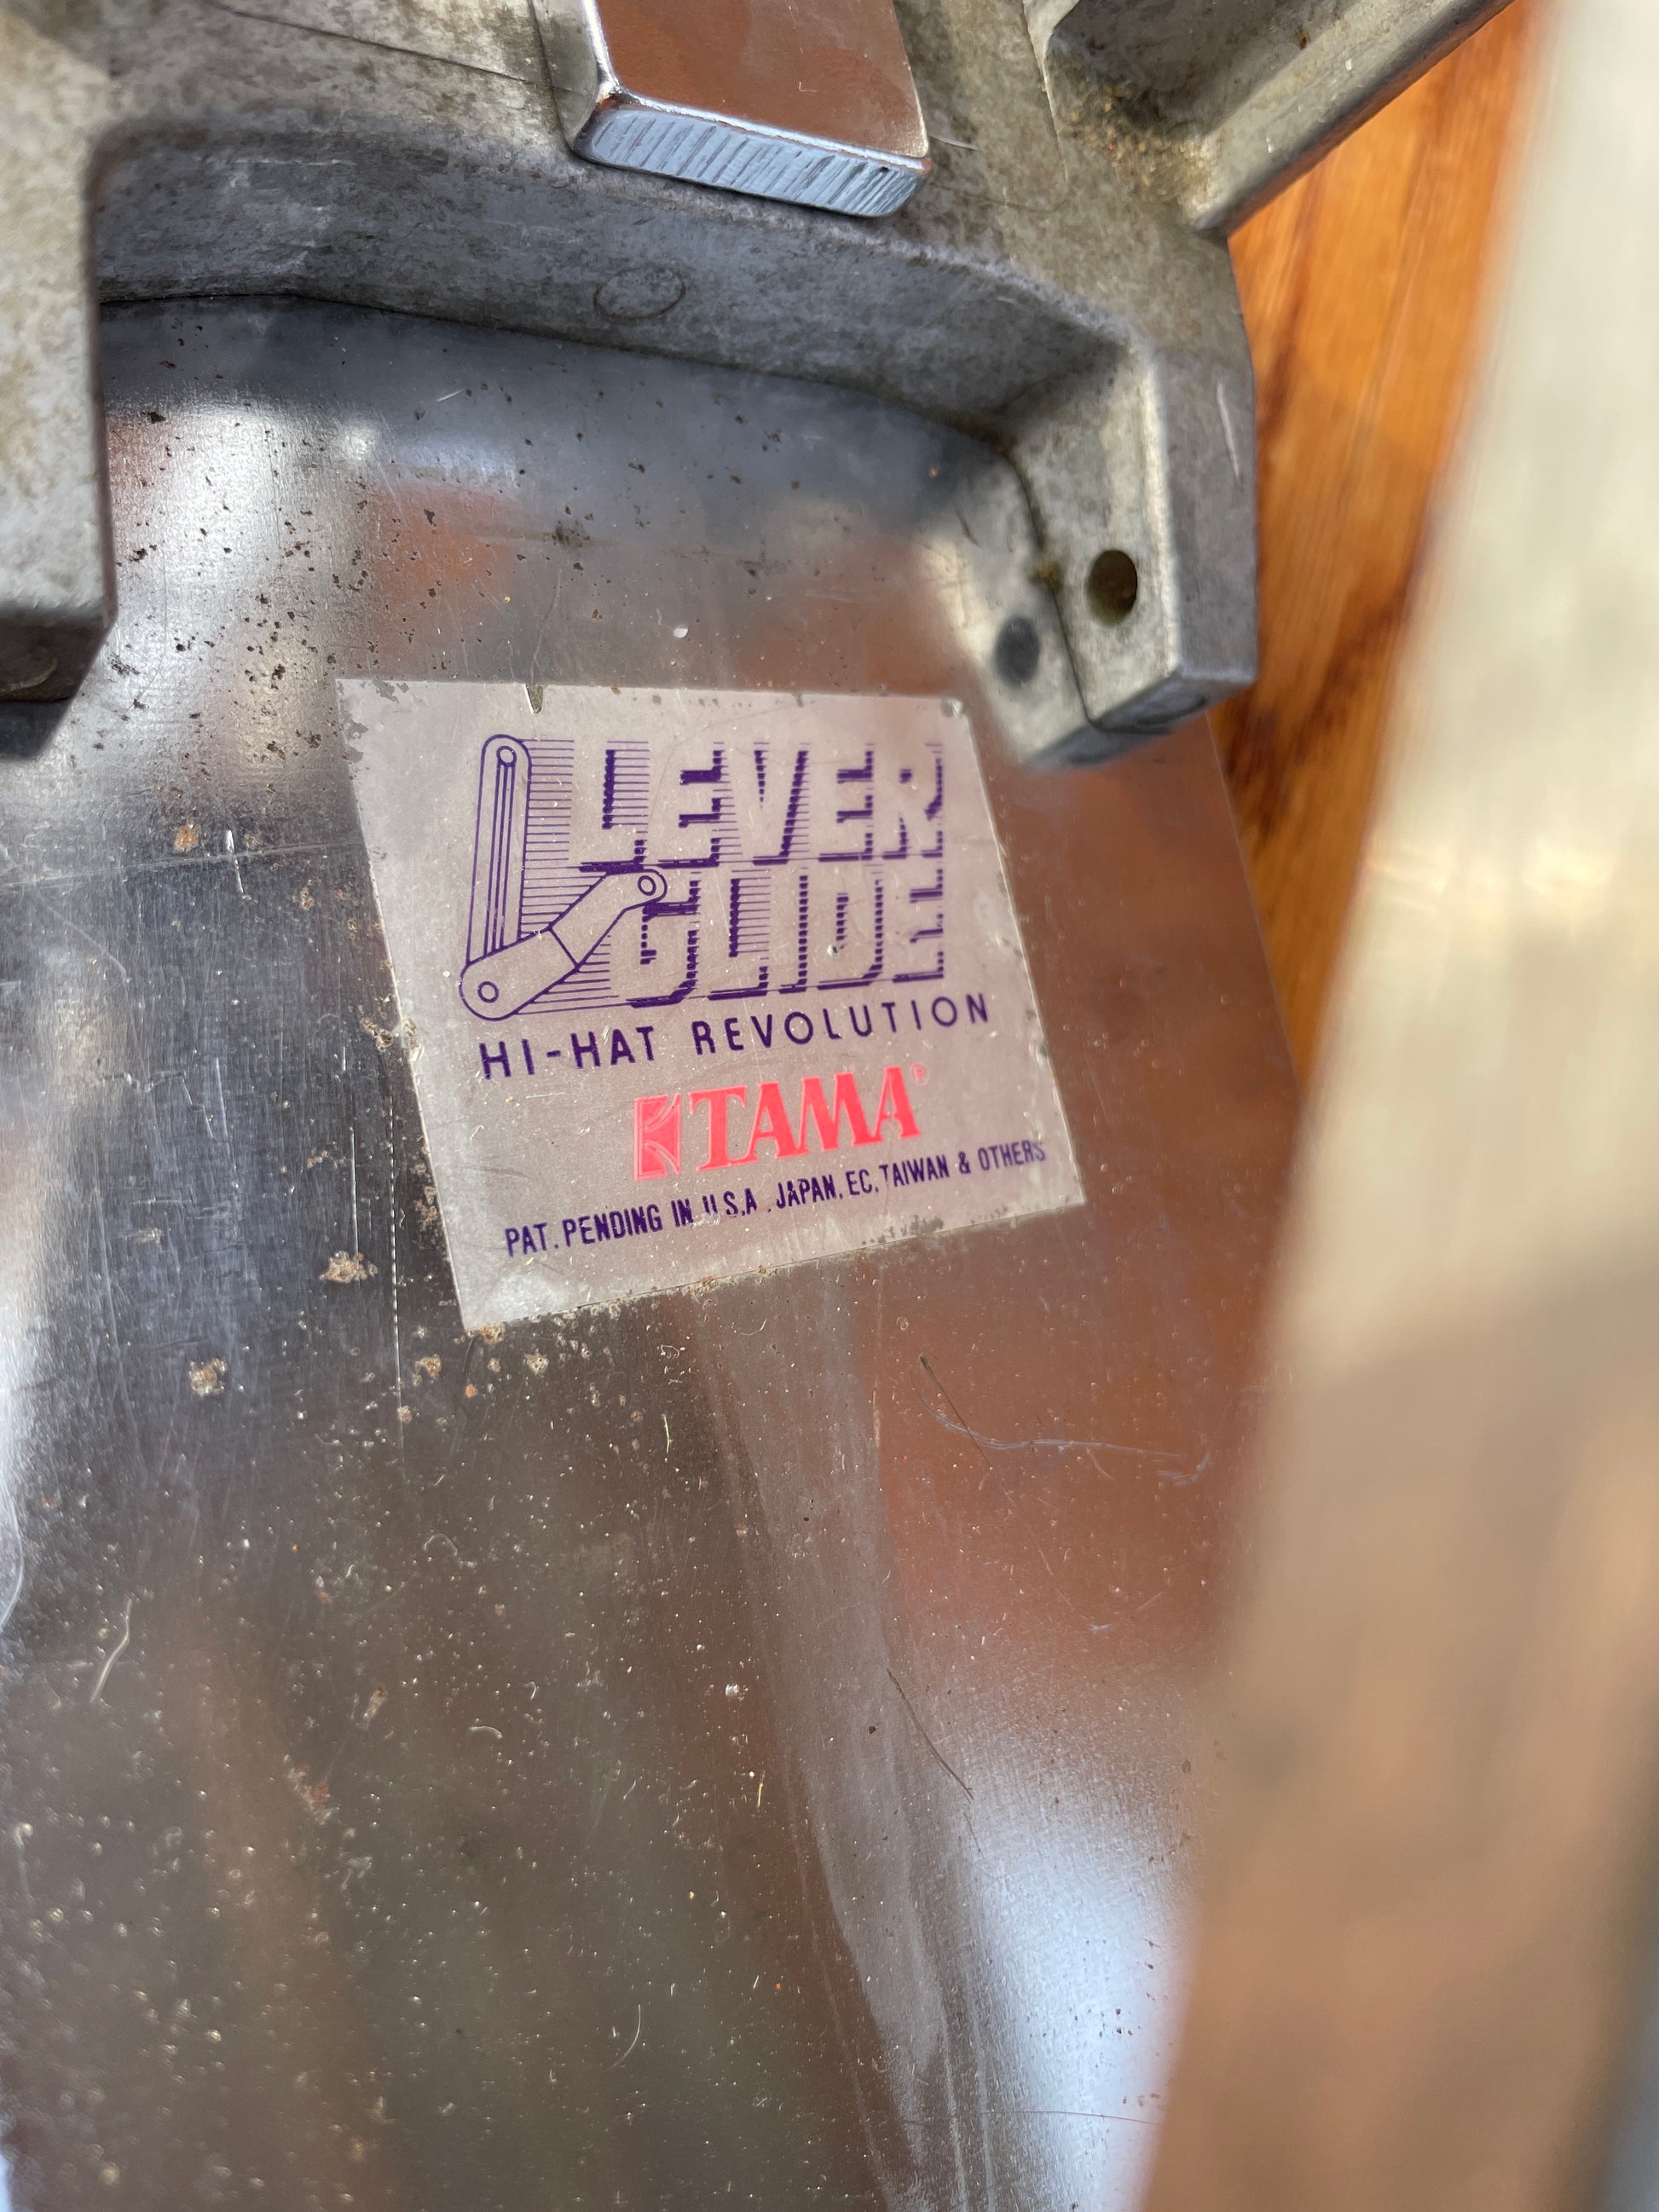 LEVER
GLIDE
HI-HAT REVOLUTION
TAMA®
PAT. PENDING IN U.S.A., JAPAN, EC, TAIWAN & OTHERS